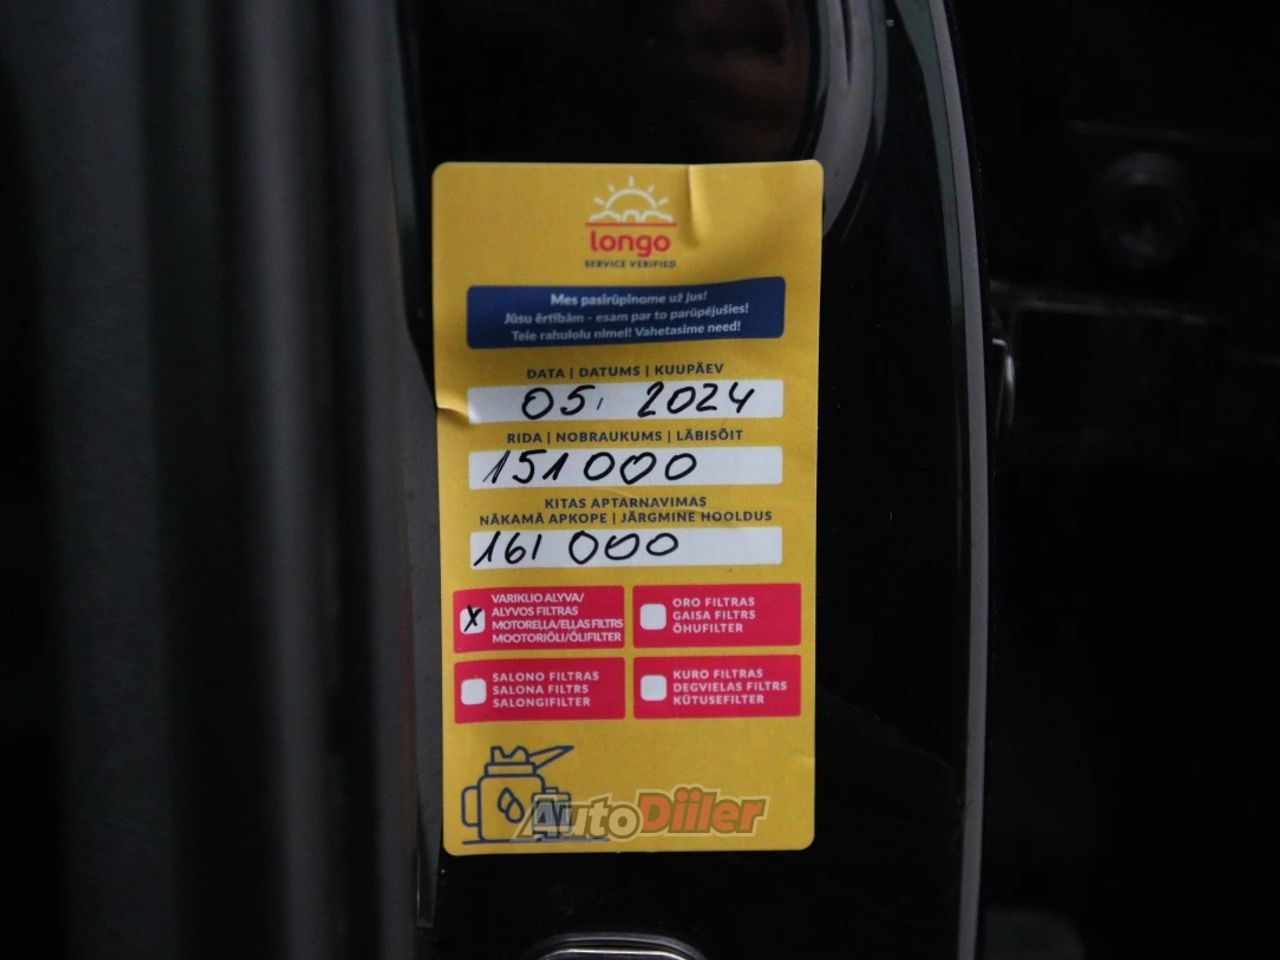 longo
SERVICE VERIFIED
Mes pasirūpinome už jus!
Jūsu ērtībām - esam par to parūpējušies!
Teie rahulolu nimel! Vahetasime need!
DATA | DATUMS | KUUPÄEV
05. 2024
RIDA | NOBRAUKUMS | LÄBISÕIT
151000
KITAS APTARNAVIMAS
NĀKAMĀ APKOPE | JÄRGMINE HOOLDUS
161 000
X VARIKLIO ALYVA/
ALYVOS FILTRAS
MOTOREĻĻA/EĻĻAS FILTRS
MOOTORIÕLI/ÕLIFILTER
ORO FILTRAS
GAISA FILTRS
ÕHUFILTER
SALONO FILTRAS
SALONA FILTRS
SALONGIFILTER
KURO FILTRAS
DEGVIELAS FILTRS
KÜTUSEFILTER
AutoDiiler